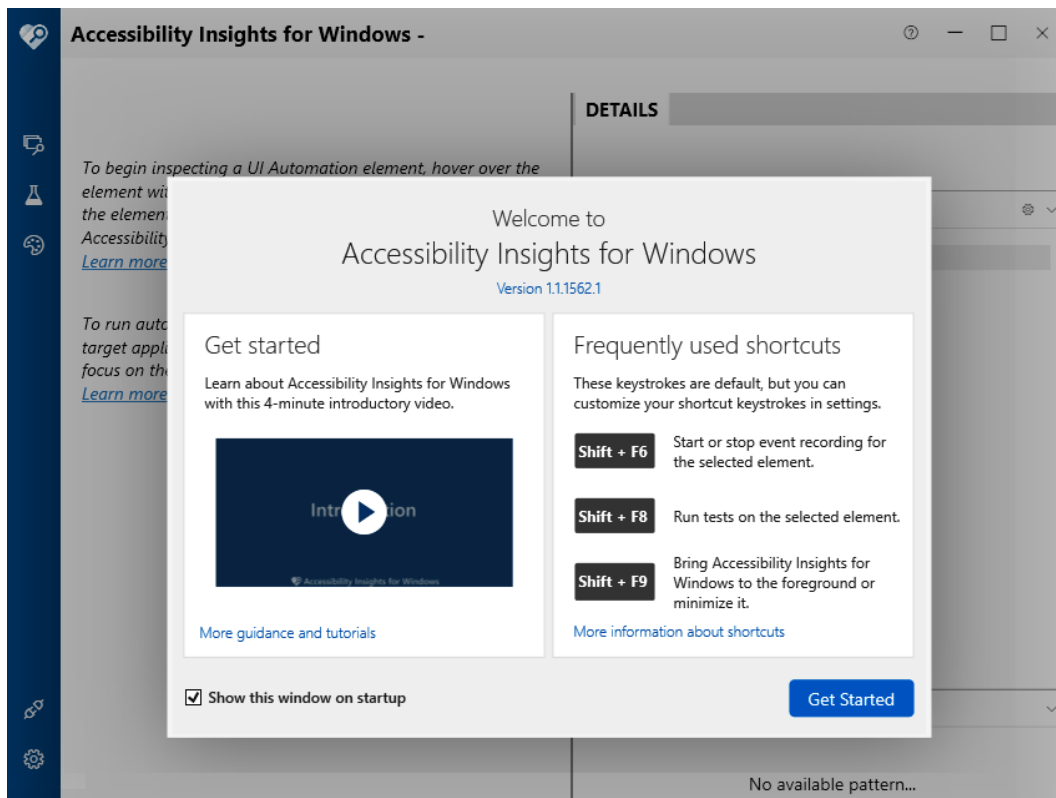 Accessibility Insights for Windows -
DETAILS
To begin inspecting a UI Automation element, hover over the
element
the element
Accessibility
Learn more
To run
target
focus on
Learn more
Welcome to
Accessibility Insights for Windows
Version 1.1.1562.1
Get started
Learn about Accessibility Insights for Windows
with this 4-minute introductory video.
Accessibility Insights for Windows
More guidance and tutorials
Frequently used shortcuts
These keystrokes are default, but you can
customize your shortcut keystrokes in settings.
Shift + F6
Start or stop event recording for
the selected element.
Shift + F8
Run tests on the selected element.
Shift + F9
Bring Accessibility Insights for
Windows to the foreground or
minimize it.
More information about shortcuts
Show this window on startup
Get Started
No available pattern...